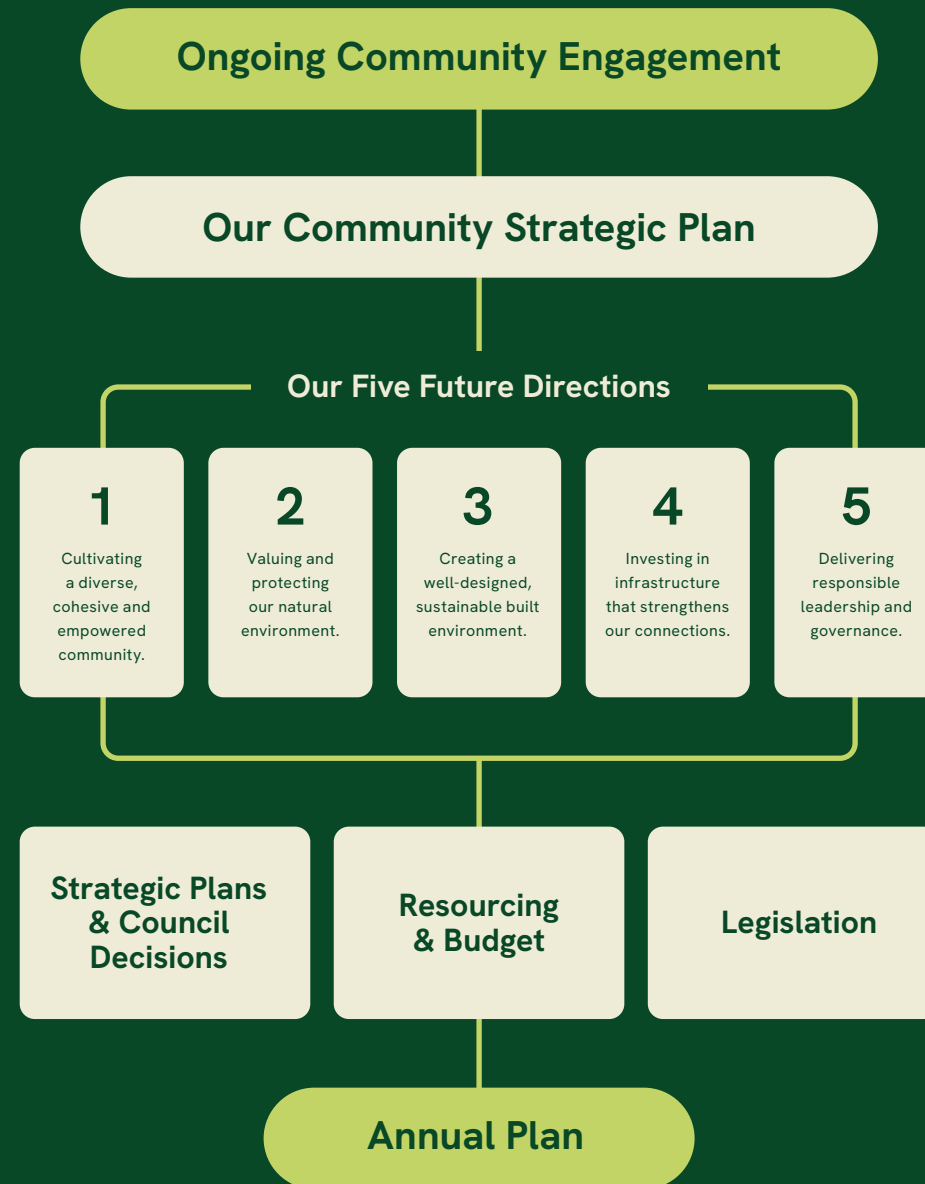 Ongoing Community Engagement
Our Community Strategic Plan
Our Five Future Directions
1
Cultivating
a diverse,
cohesive and
empowered
community.
2
Valuing and
protecting
our natural
environment.
3
Creating a
well-designed,
sustainable built
environment.
4
Investing in
infrastructure
that strengthens
our connections.
5
Delivering
responsible
leadership and
governance.
Strategic Plans
& Council
Decisions
Resourcing
& Budget
Legislation
Annual Plan